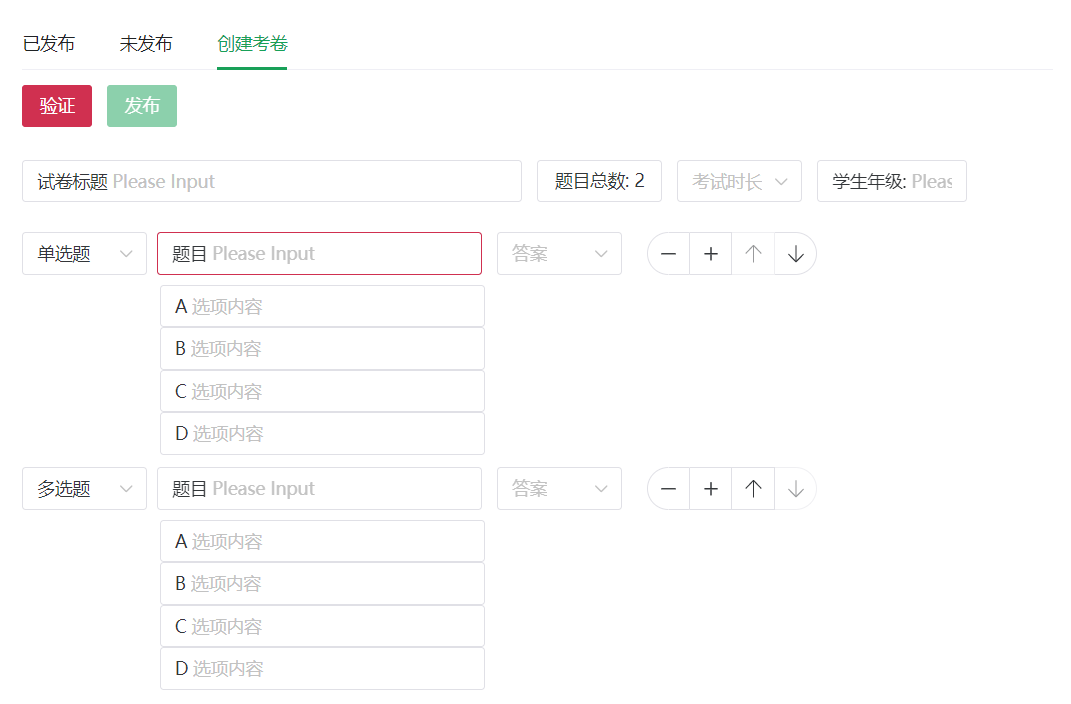 已发布 未发布 创建考卷
验证 发布
试卷标题 Please Input 题目总数: 2 考试时长 学生年级: Pleas
单选题 题目 Please Input 答案
A 选项内容
B 选项内容
C 选项内容
D 选项内容
多选题 题目 Please Input 答案
A 选项内容
B 选项内容
C 选项内容
D 选项内容